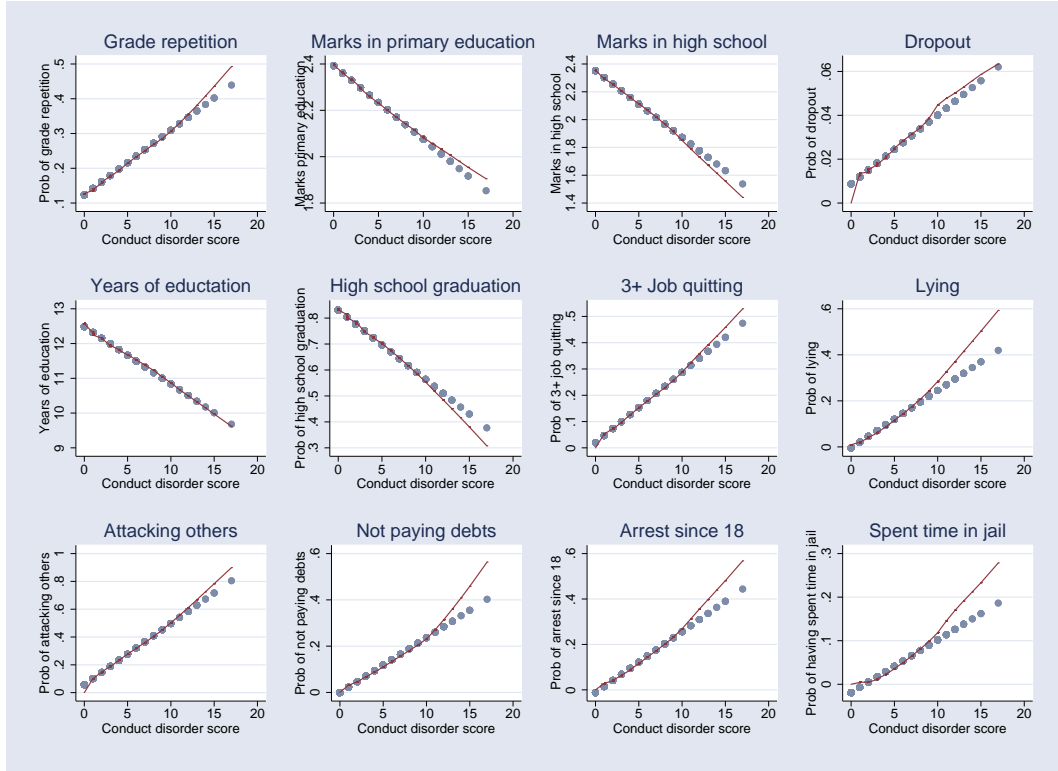 Grade repetition
Prob of grade repetition
.1 .2 .3 .4 .5
0 5 10 15 20
Conduct disorder score
Marks in primary education
Marks primary education
1.8 2 2.2 2.4
0 5 10 15 20
Conduct disorder score
Marks in high school
Marks in high school
1.4 1.6 1.8 2 2.2 2.4
0 5 10 15 20
Conduct disorder score
Dropout
Prob of dropout
0 .02 .04 .06
0 5 10 15 20
Conduct disorder score
Years of eductation
Years of education
9 10 11 12 13
0 5 10 15 20
Conduct disorder score
High school graduation
Prob of high school graduation
.3 .4 .5 .6 .7 .8
0 5 10 15 20
Conduct disorder score
3+ Job quitting
Prob of 3+ job quitting
0 .1 .2 .3 .4 .5
0 5 10 15 20
Conduct disorder score
Lying
Prob of lying
0 .2 .4 .6
0 5 10 15 20
Conduct disorder score
Attacking others
Prob of attacking others
0 .2 .4 .6 .8 1
0 5 10 15 20
Conduct disorder score
Not paying debts
Prob of not paying debts
0 .2 .4 .6
0 5 10 15 20
Conduct disorder score
Arrest since 18
Prob of arrest since 18
0 .2 .4 .6
0 5 10 15 20
Conduct disorder score
Spent time in jail
Prob of having spent time in jail
0 .1 .2 .3
0 5 10 15 20
Conduct disorder score